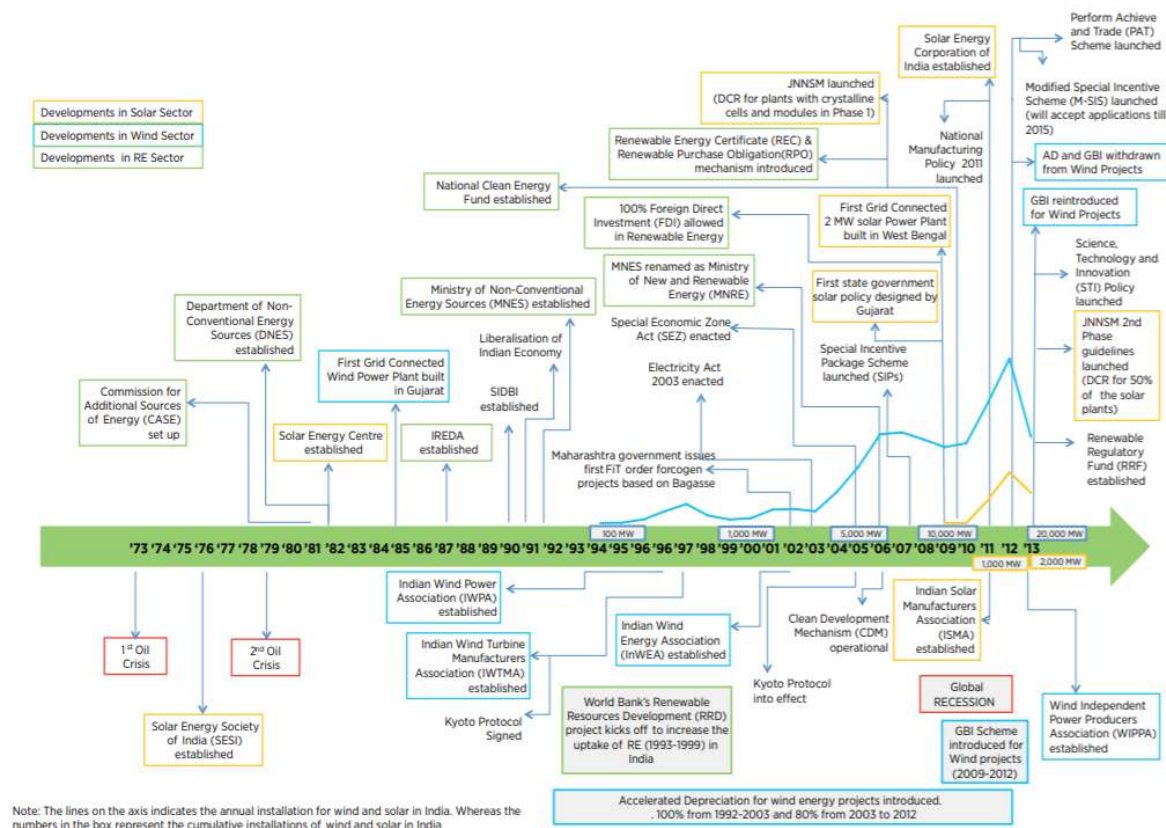 Developments in Solar Sector
Developments in Wind Sector
Developments in RE Sector
Commission for
Additional Sources
of Energy (CASE)
set up
Department of Non-
Conventional Energy
Sources (DNES)
established
Solar Energy Centre
established
First Grid Connected
Wind Power Plant built
in Gujarat
IREDA
established
National Clean Energy
Fund established
Ministry of Non-Conventional
Energy Sources (MNES) established
Liberalisation of
Indian Economy
SIDBI
established
JNNSM launched
(DCR for plants with crystalline
cells and modules in Phase 1)
Renewable Energy Certificate (REC) &
Renewable Purchase Obligation(RPO)
mechanism introduced
100% Foreign Direct
Investment (FDI) allowed
in Renewable Energy
MNES renamed as Ministry
of New and Renewable
Energy (MNRE)
Special Economic Zone
Act (SEZ) enacted
Electricity Act
2003 enacted
Maharashtra government issues
first FiT order forcogen
projects based on Bagasse
Solar Energy
Corporation of
India established
National
Manufacturing
Policy 2011
launched
First Grid Connected
2 MW solar Power Plant
built in West Bengal
First state government
solar policy designed by
Gujarat
Special Incentive
Package Scheme
launched (SIPs)
Perform Achieve
and Trade (PAT)
Scheme launched
Modified Special Incentive
Scheme (M-SIS) launched
(will accept applications till
2015)
AD and GBI withdrawn
from Wind Projects
GBI reintroduced
for Wind Projects
Science,
Technology and
Innovation
(STI) Policy
launched
JNNSM 2nd
Phase
guidelines
launched
(DCR for 50%
of the solar
plants)
Renewable
Regulatory
Fund (RRF)
established
100 MW 1,000 MW 5,000 MW 10,000 MW 20,000 MW
'73 '74 '75 '76 '77 '78 '79 '80 '81 '82 '83 '84 '85 '86 '87 '88 '89 '90 '91 '92 '93 '94 '95 '96 '96 '97 '98 '99 '00 '01 '02 '03 '04 '05 '06 '07 '08 '09 '10 '11 '12 '13
1,000 MW 2,000 MW
1st Oil
Crisis
Solar Energy Society
of India (SESI)
established
2nd Oil
Crisis
Indian Wind Power
Association (IWPA)
established
Indian Wind Turbine
Manufacturers
Association (IWTMA)
established
Kyoto Protocol
Signed
Indian Wind
Energy Association
(InWEA) established
World Bank's Renewable
Resources Development (RRD)
project kicks off to increase the
uptake of RE (1993-1999) in
India
Kyoto Protocol
into effect
Clean Development
Mechanism (CDM)
operational
Indian Solar
Manufacturers
Association
(ISMA)
established
Global
RECESSION
GBI Scheme
introduced for
Wind projects
(2009-2012)
Wind Independent
Power Producers
Association (WIPPA)
established
Accelerated Depreciation for wind energy projects introduced.
. 100% from 1992-2003 and 80% from 2003 to 2012
Note: The lines on the axis indicates the annual installation for wind and solar in India. Whereas the
numbers in the box represent the cumulative installations of wind and solar in India